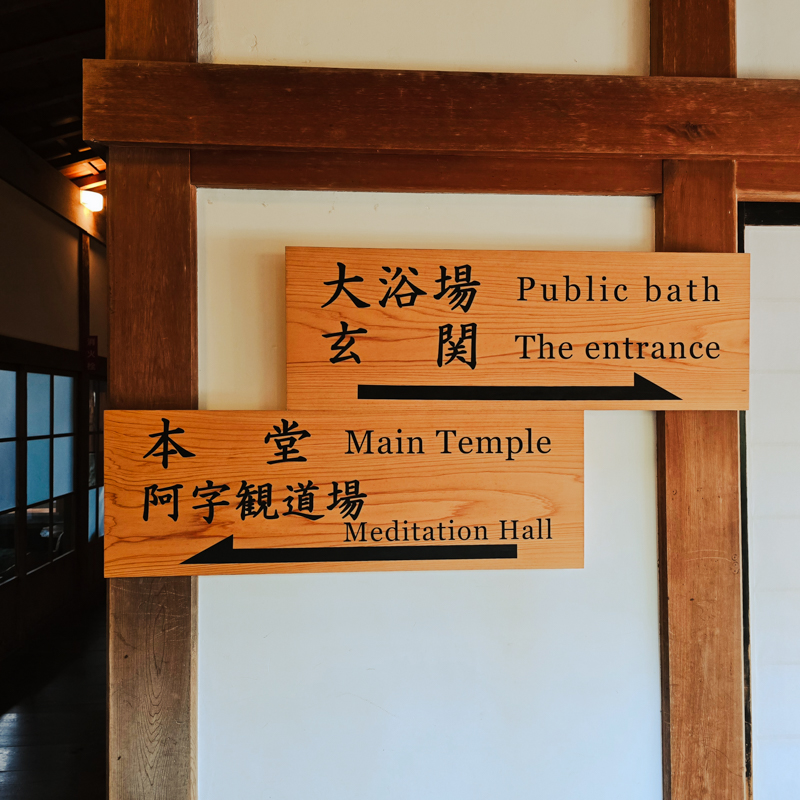 大浴場 Public bath
玄 関 The entrance
本 堂 Main Temple
阿字観道場
Meditation Hall